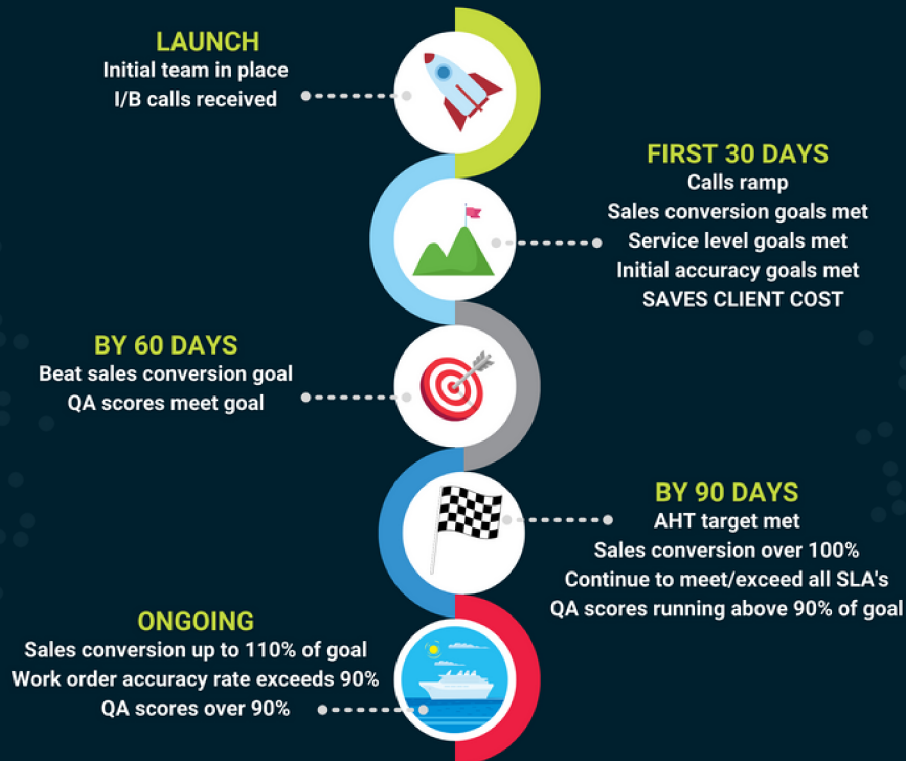 LAUNCH
Initial team in place
I/B calls received
FIRST 30 DAYS
Calls ramp
Sales conversion goals met
Service level goals met
Initial accuracy goals met
SAVES CLIENT COST
BY 60 DAYS
Beat sales conversion goal
QA scores meet goal
BY 90 DAYS
AHT target met
Sales conversion over 100%
Continue to meet/exceed all SLA's
QA scores running above 90% of goal
ONGOING
Sales conversion up to 110% of goal
Work order accuracy rate exceeds 90%
QA scores over 90%